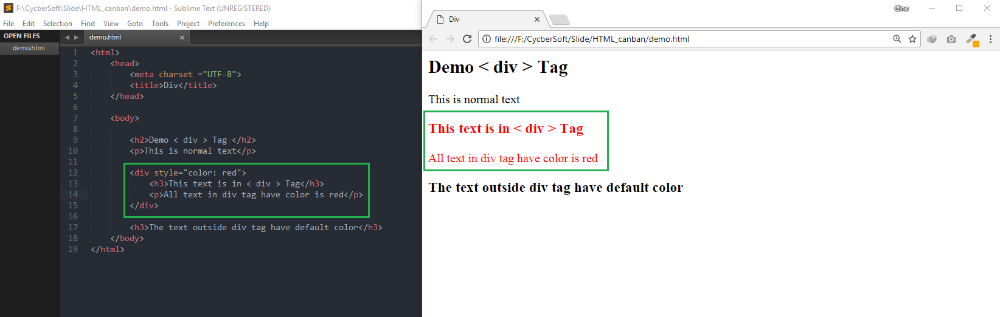 F:\CycberSoft\Slide\HTML_canban\demo.html - Sublime Text (UNREGISTERED)
File Edit Selection Find View Goto Tools Project Preferences Help
OPEN FILES
demo.html
demo.html ×
1 <html>
2 <head>
3 <meta charset ="UTF-8">
4 <title>Div</title>
5 </head>
6
7 <body>
8
9 <h2>Demo < div > Tag </h2>
10 <p>This is normal text</p>
11
12 <div style="color: red">
13 <h3>This text is in < div > Tag</h3>
14 <p>All text in div tag have color is red</p>
15 </div>
16
17 <h3>The text outside div tag have default color</h3>
18 </body>
19 </html>
Gino
Div
file:///F:/CycberSoft/Slide/HTML_canban/demo.html
Demo < div > Tag
This is normal text
This text is in < div > Tag
All text in div tag have color is red
The text outside div tag have default color